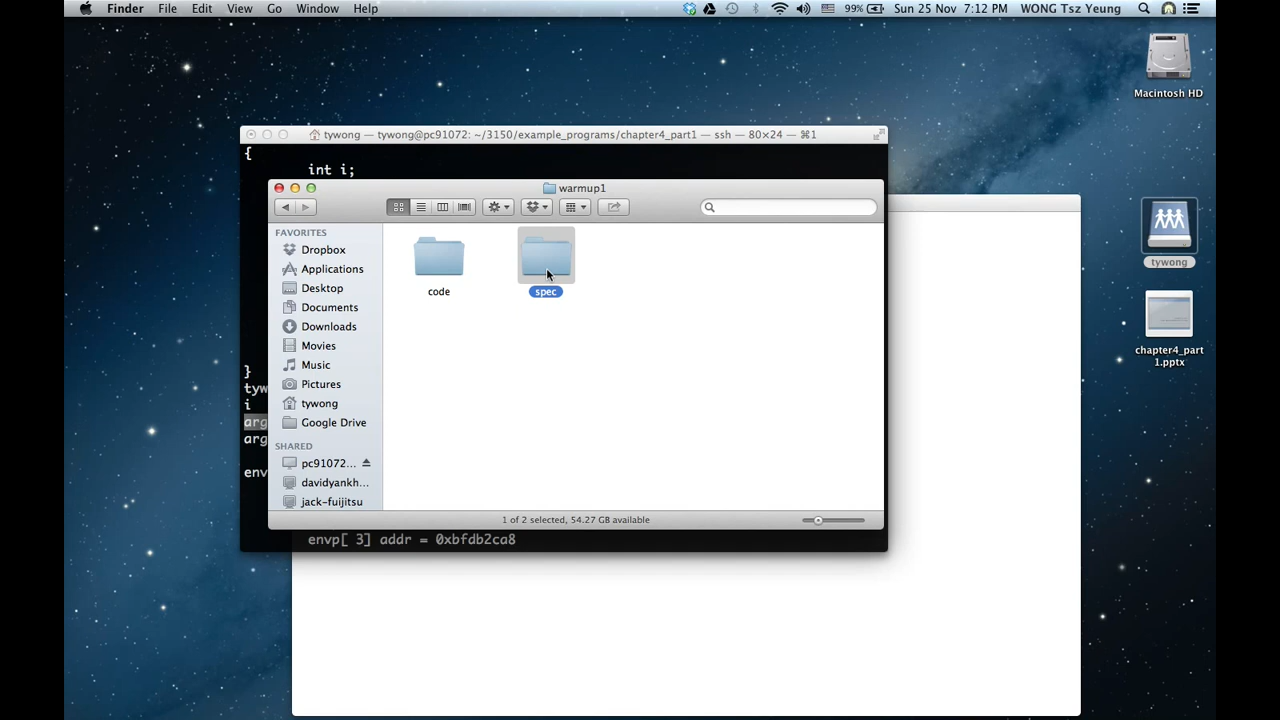 Finder File Edit View Go Window Help 99% Sun 25 Nov 7:12 PM WONG Tsz Yeung
Macintosh HD
tywong — tywong@pc91072: ~/3150/example_programs/chapter4_part1 — ssh — 80×24 — ⌘1
{
int i;
warmup1
FAVORITES
Dropbox
Applications
Desktop
Documents
Downloads
Movies
Music
Pictures
tywong
Google Drive
SHARED
pc91072...
davidyankh...
jack-fuijitsu
code
spec
1 of 2 selected, 54.27 GB available
}
tyw
i
arg
arg
env
envp[ 3] addr = 0xbfdb2ca8
tywong
chapter4_part
1.pptx